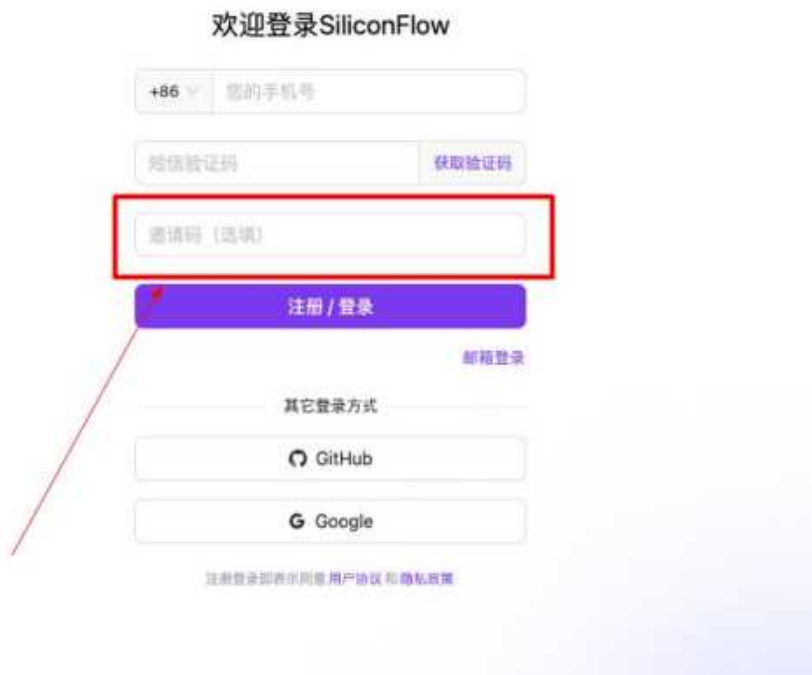 欢迎登录SiliconFlow
+86 您的手机号
短信验证码 获取验证码
邀请码（选填）
注册 / 登录
邮箱登录
其它登录方式
GitHub
Google
注册登录即表示同意 用户协议 和 隐私政策